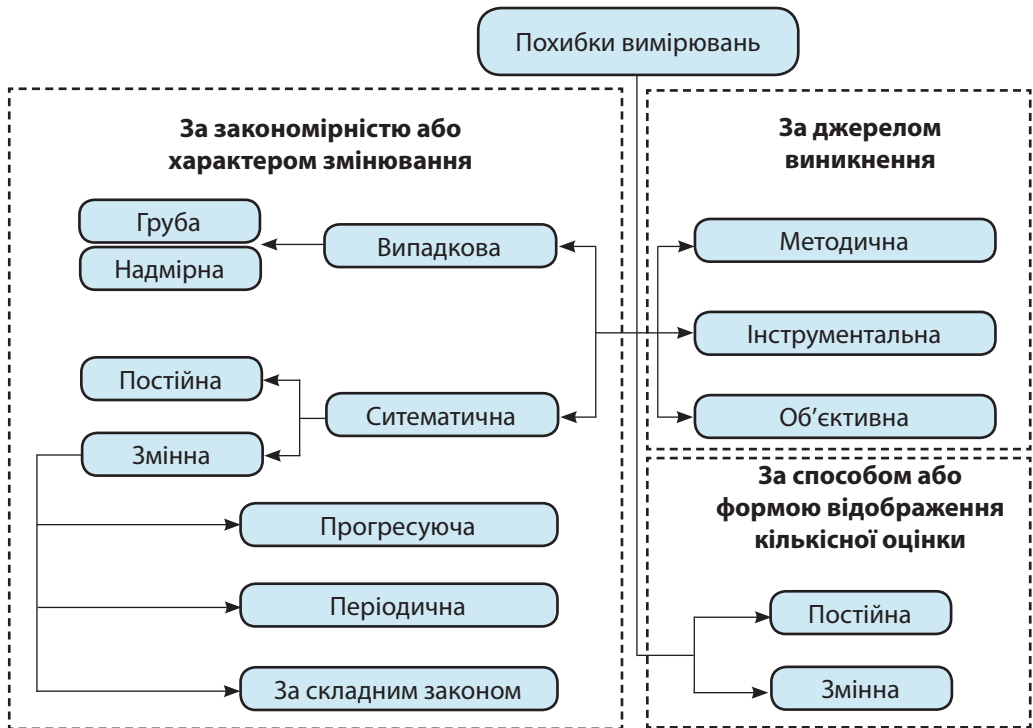 Похибки вимірювань
За закономірністю або
характером змінювання
Груба
Надмірна
Випадкова
Постійна
Ситематична
Змінна
Прогресуюча
Періодична
За складним законом
За джерелом
виникнення
Методична
Інструментальна
Об’єктивна
За способом або
формою відображення
кількісної оцінки
Постійна
Змінна